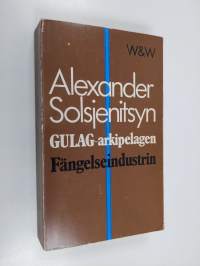 W&W
Alexander
Solsjenitsyn
GULAG-arkipelagen
Fängelseindustrin